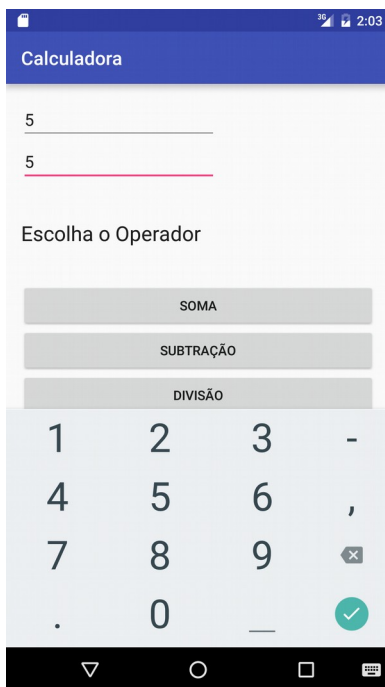 3G 2:03
Calculadora
5
5
Escolha o Operador
SOMA
SUBTRAÇÃO
DIVISÃO
1 2 3 -
4 5 6 ,
7 8 9
. 0 _